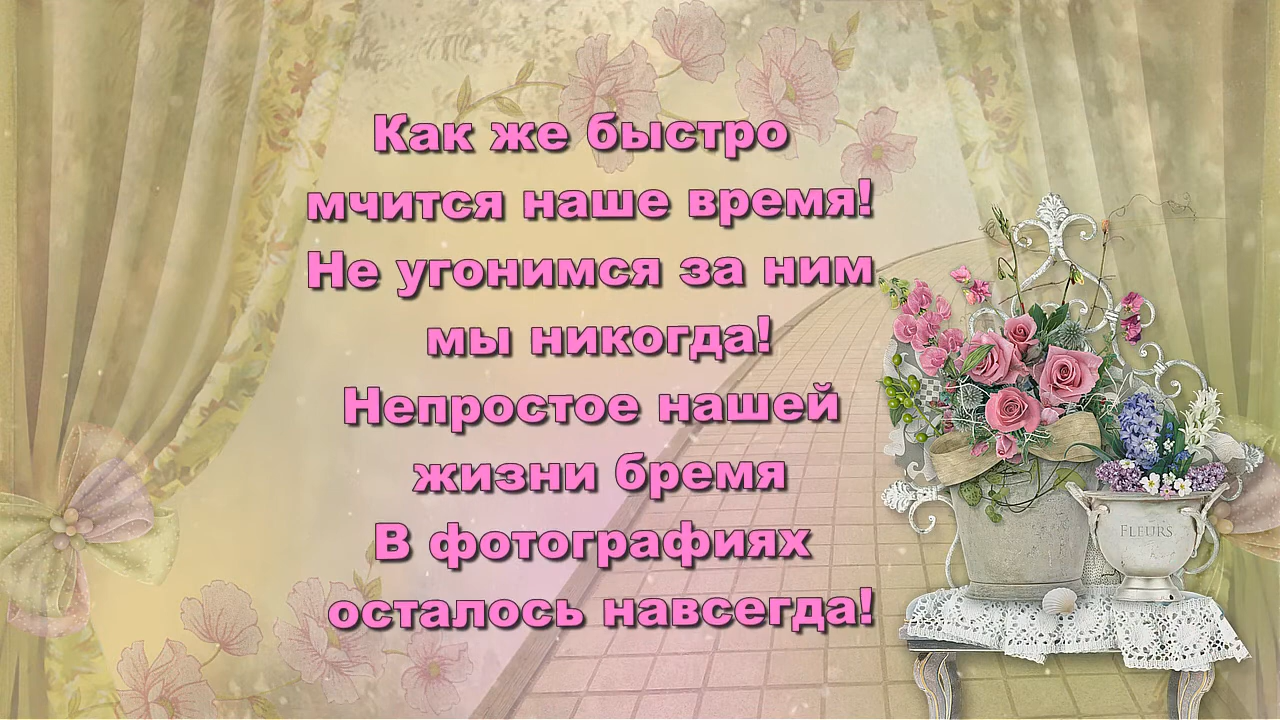 Как же быстро
мчится наше время!
Не угонимся за ним
мы никогда!
Непростое нашей
жизни бремя
В фотографиях
осталось навсегда!
FLEURS